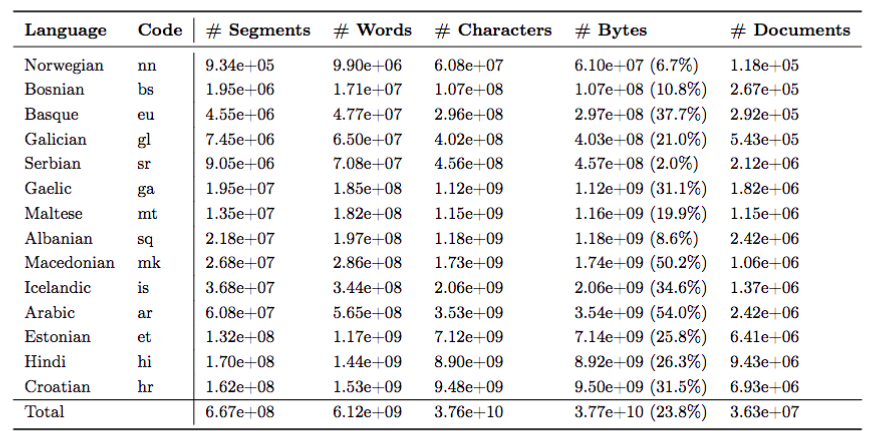 Language Code # Segments # Words # Characters # Bytes # Documents
Norwegian nn 9.34e+05 9.90e+06 6.08e+07 6.10e+07 (6.7%) 1.18e+05
Bosnian bs 1.95e+06 1.71e+07 1.07e+08 1.07e+08 (10.8%) 2.67e+05
Basque eu 4.55e+06 4.77e+07 2.96e+08 2.97e+08 (37.7%) 2.92e+05
Galician gl 7.45e+06 6.50e+07 4.02e+08 4.03e+08 (21.0%) 5.43e+05
Serbian sr 9.05e+06 7.08e+07 4.56e+08 4.57e+08 (2.0%) 2.12e+06
Gaelic ga 1.95e+07 1.85e+08 1.12e+09 1.12e+09 (31.1%) 1.82e+06
Maltese mt 1.35e+07 1.82e+08 1.15e+09 1.16e+09 (19.9%) 1.15e+06
Albanian sq 2.18e+07 1.97e+08 1.18e+09 1.18e+09 (8.6%) 2.42e+06
Macedonian mk 2.68e+07 2.86e+08 1.73e+09 1.74e+09 (50.2%) 1.06e+06
Icelandic is 3.68e+07 3.44e+08 2.06e+09 2.06e+09 (34.6%) 1.37e+06
Arabic ar 6.08e+07 5.65e+08 3.53e+09 3.54e+09 (54.0%) 2.42e+06
Estonian et 1.32e+08 1.17e+09 7.12e+09 7.14e+09 (25.8%) 6.41e+06
Hindi hi 1.70e+08 1.44e+09 8.90e+09 8.92e+09 (26.3%) 9.43e+06
Croatian hr 1.62e+08 1.53e+09 9.48e+09 9.50e+09 (31.5%) 6.93e+06
Total 6.67e+08 6.12e+09 3.76e+10 3.77e+10 (23.8%) 3.63e+07